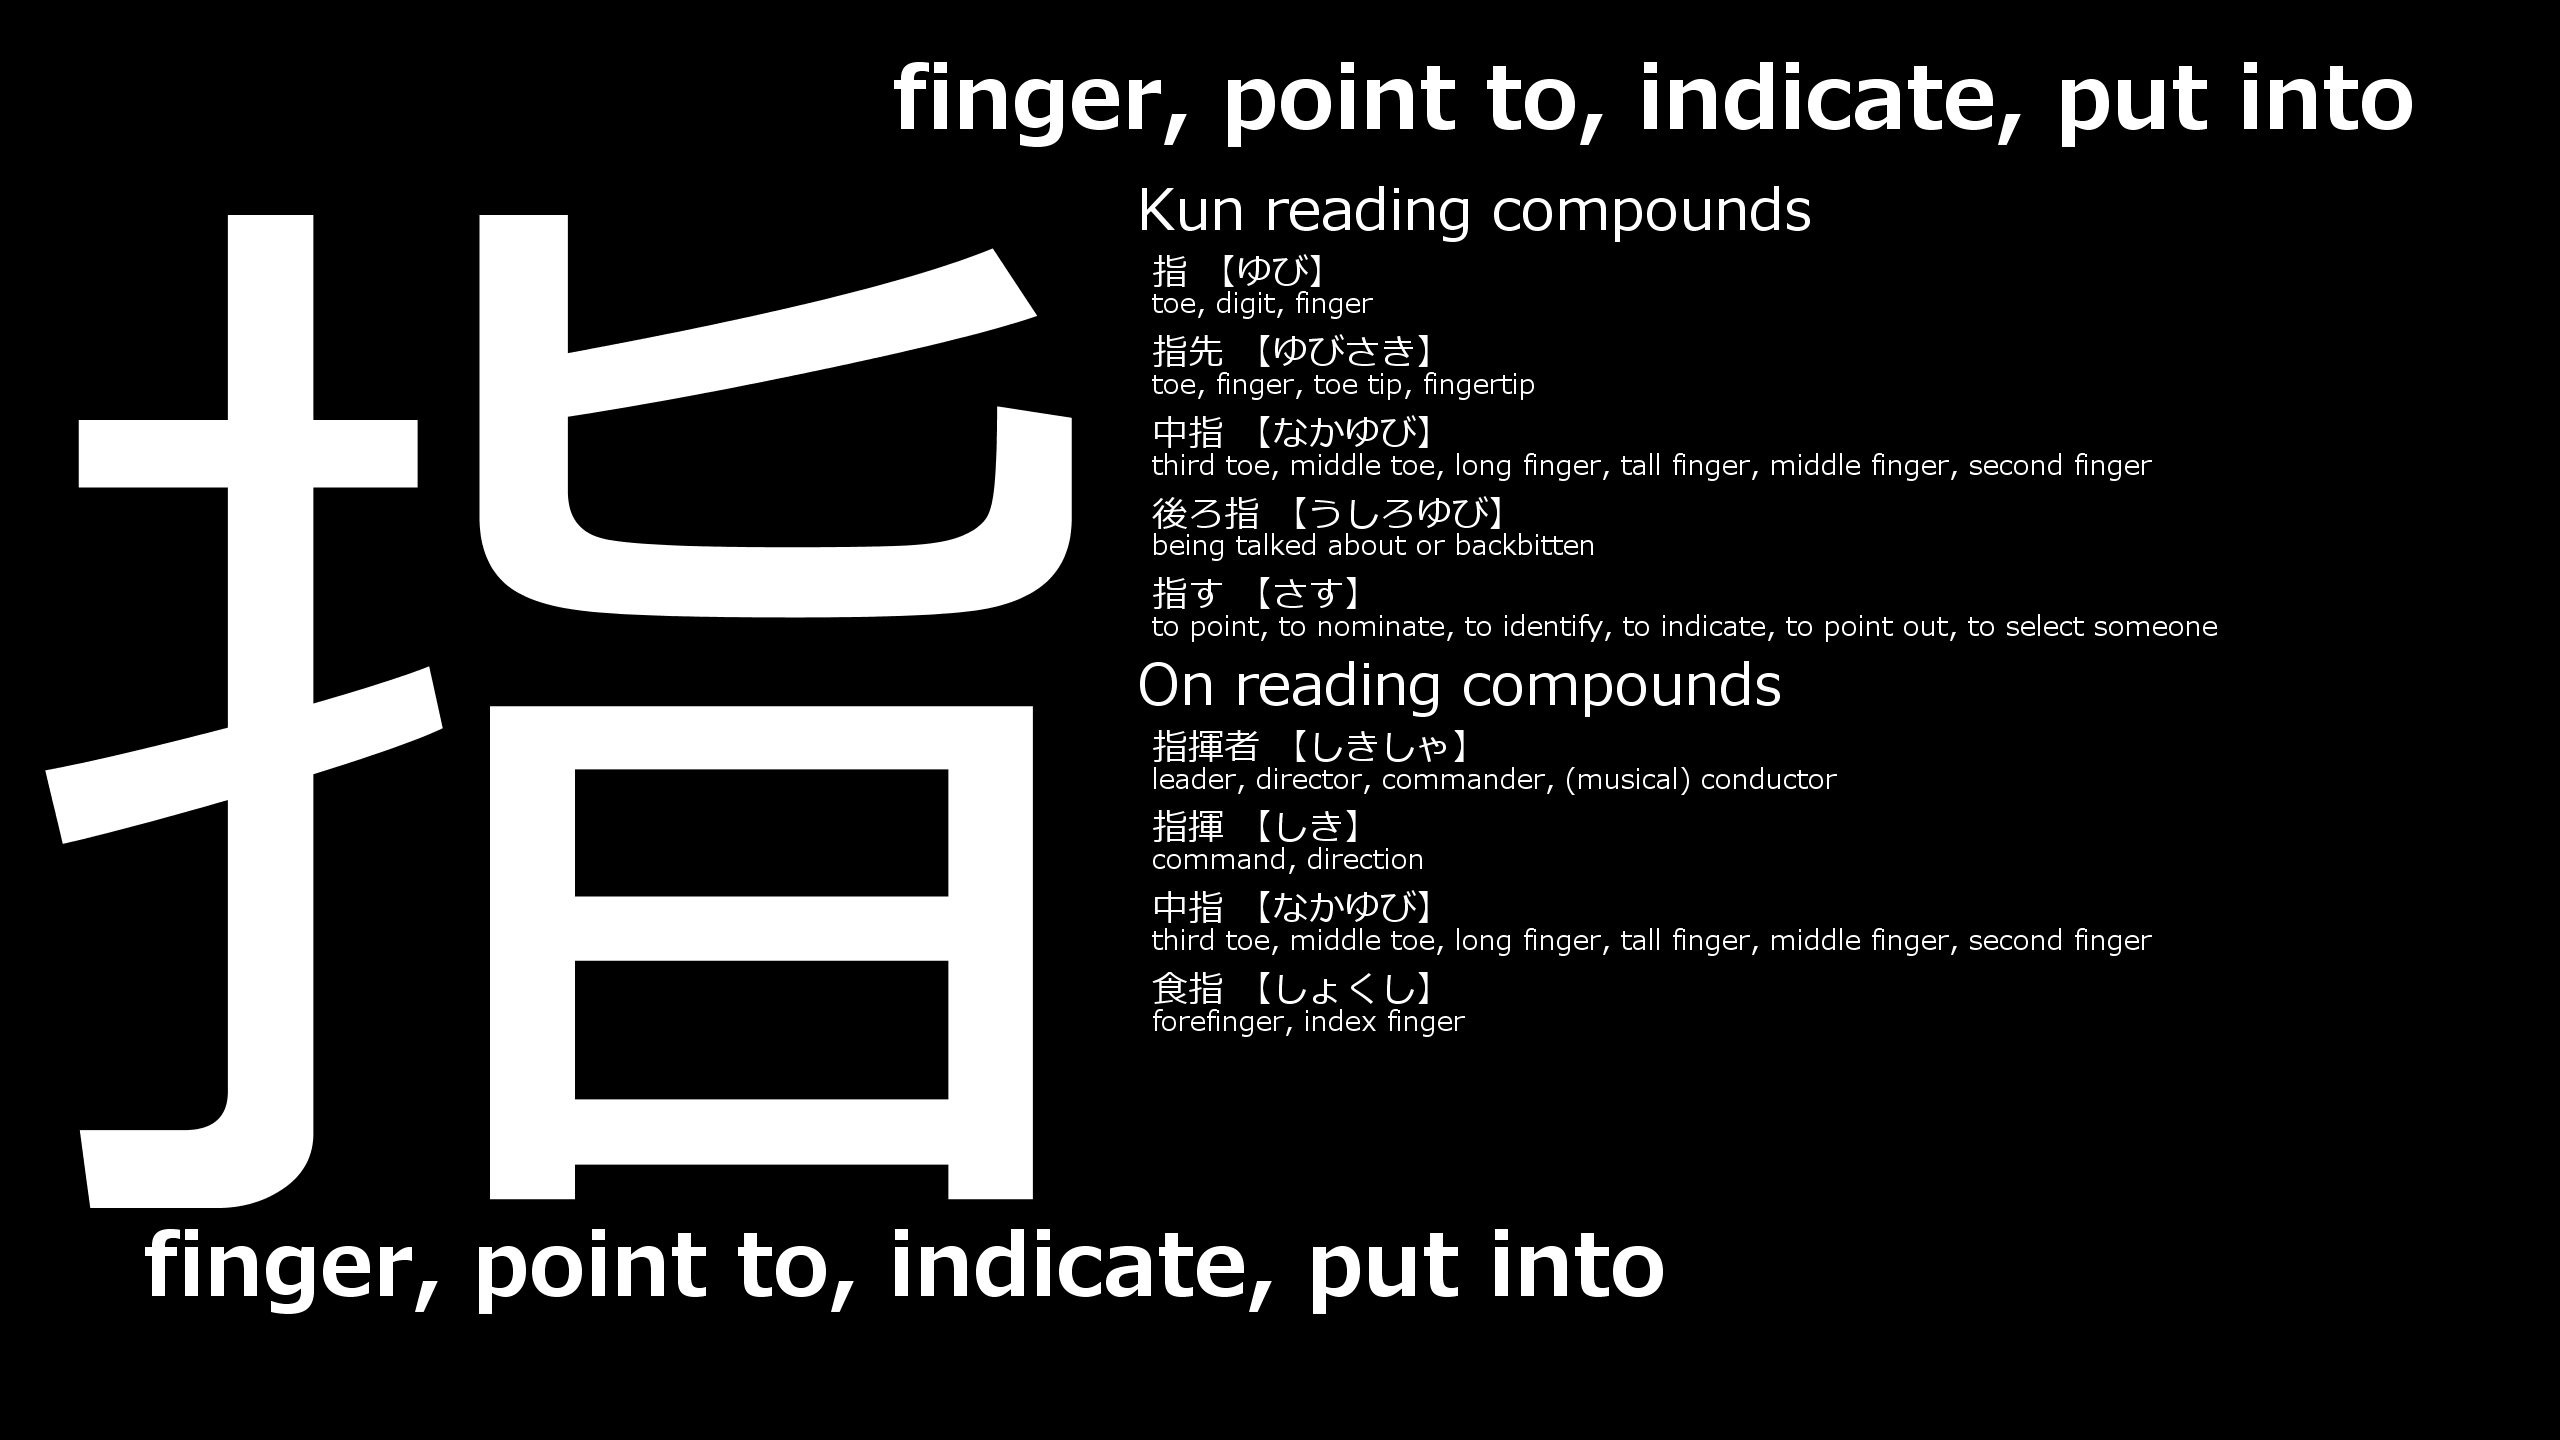 finger, point to, indicate, put into
指
Kun reading compounds
指 【ゆび】
toe, digit, finger
指先 【ゆびさき】
toe, finger, toe tip, fingertip
中指 【なかゆび】
third toe, middle toe, long finger, tall finger, middle finger, second finger
後ろ指 【うしろゆび】
being talked about or backbitten
指す 【さす】
to point, to nominate, to identify, to indicate, to point out, to select someone
On reading compounds
指揮者 【しきしゃ】
leader, director, commander, (musical) conductor
指揮 【しき】
command, direction
中指 【なかゆび】
third toe, middle toe, long finger, tall finger, middle finger, second finger
食指 【しょくし】
forefinger, index finger
finger, point to, indicate, put into